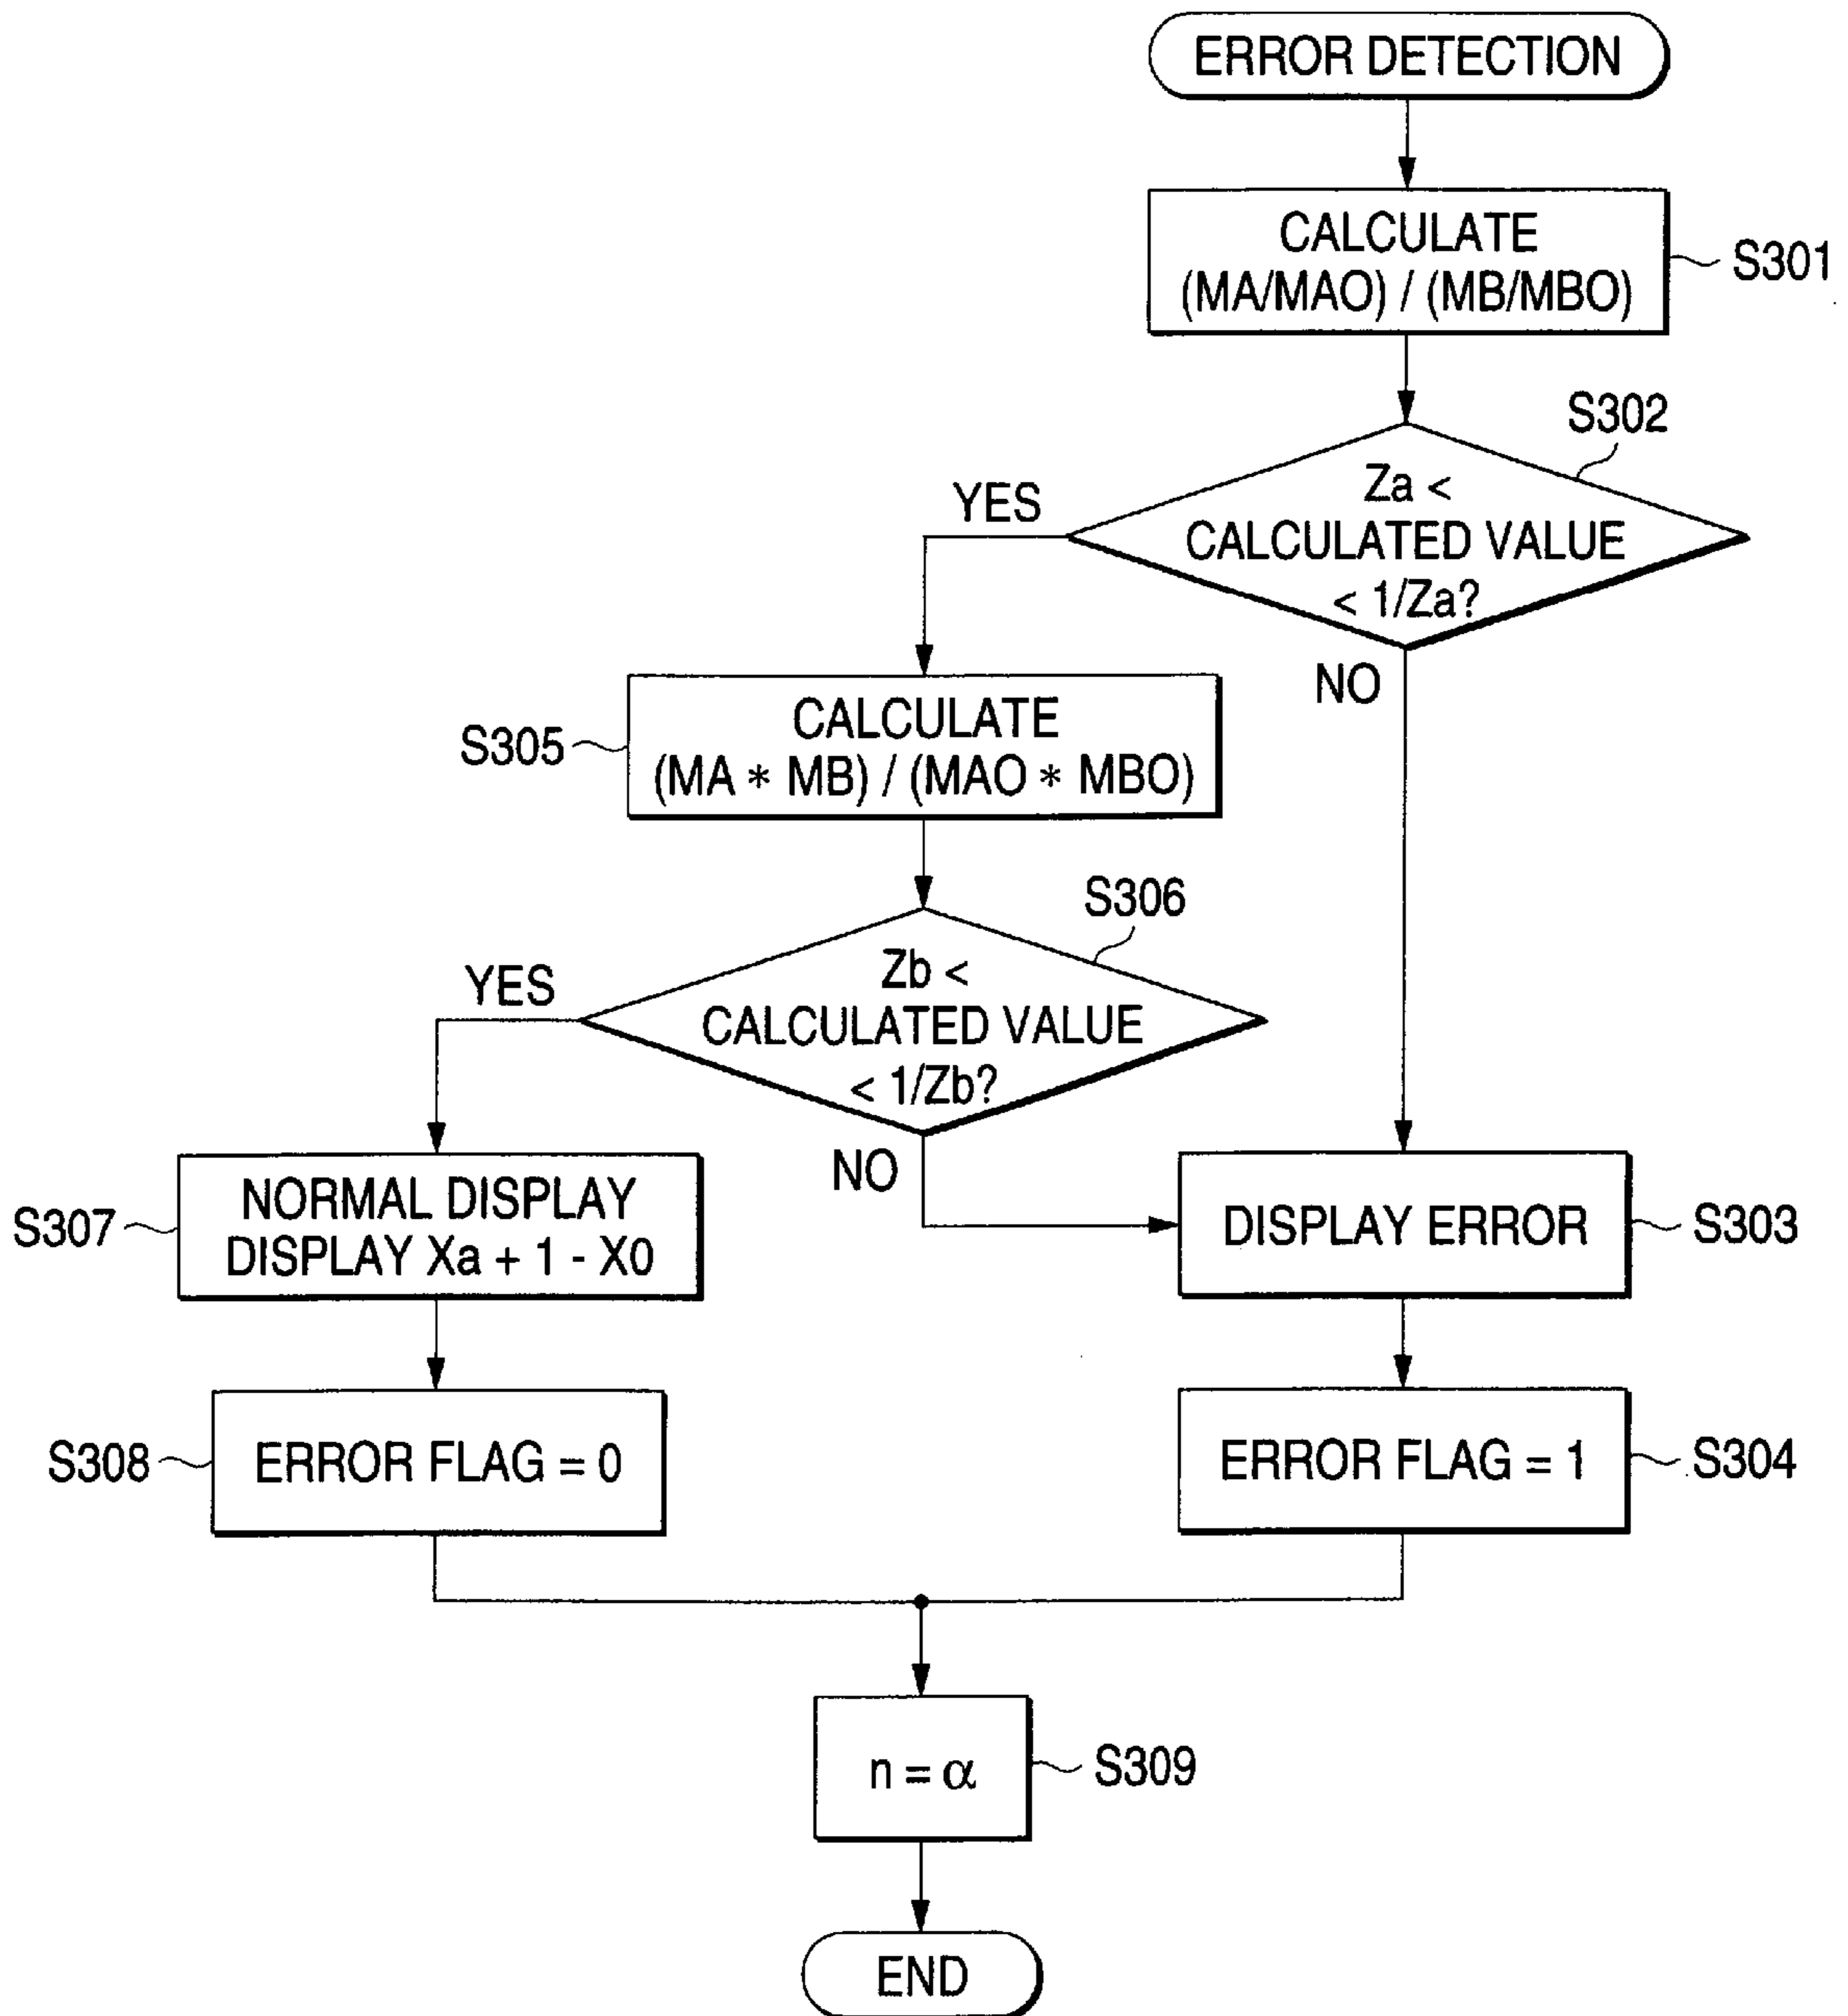 ERROR DETECTION
CALCULATE
(MA/MAO) / (MB/MBO)
S301
S302
Za <
CALCULATED VALUE
< 1/Za?
YES
NO
S305
CALCULATE
(MA * MB) / (MAO * MBO)
S306
Zb <
CALCULATED VALUE
< 1/Zb?
YES
NO
S307
NORMAL DISPLAY
DISPLAY Xa + 1 - X0
DISPLAY ERROR
S303
S308
ERROR FLAG = 0
ERROR FLAG = 1
S304
n = α
S309
END